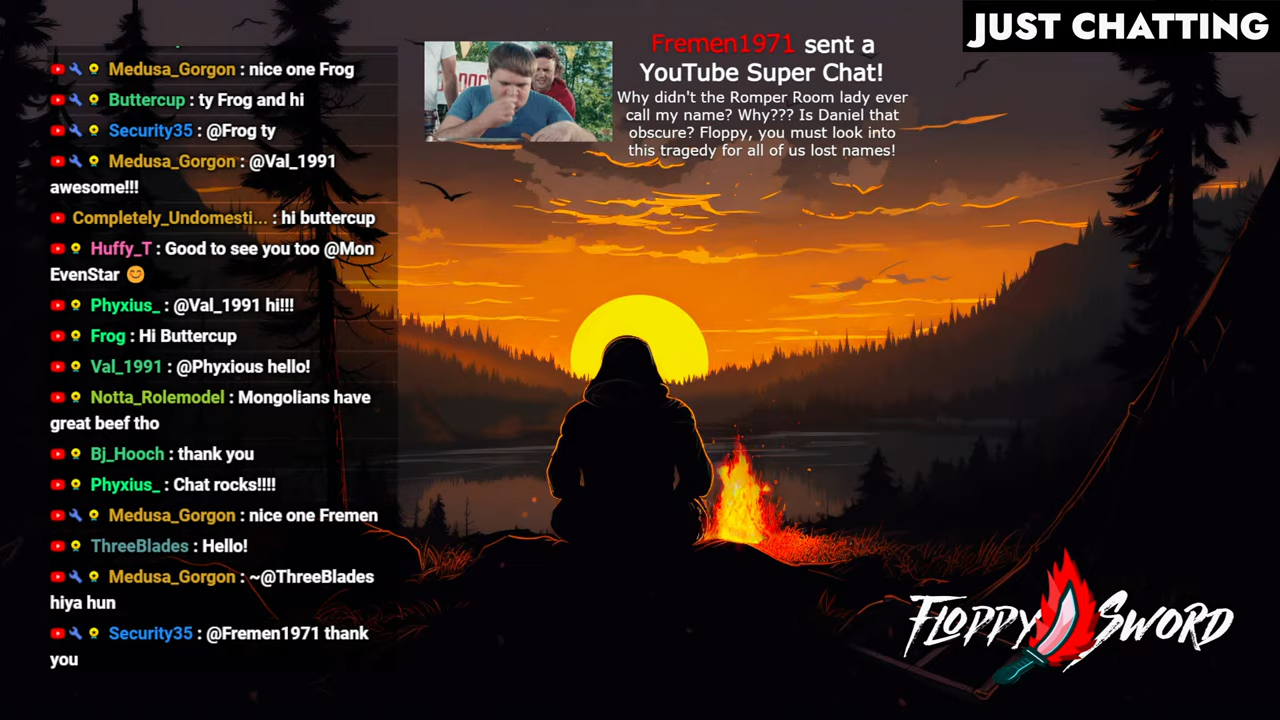 JUST CHATTING
Fremen1971 sent a
YouTube Super Chat!
Why didn't the Romper Room lady ever
call my name? Why??? Is Daniel that
obscure? Floppy, you must look into
this tragedy for all of us lost names!
Medusa_Gorgon : nice one Frog
Buttercup : ty Frog and hi
Security35 : @Frog ty
Medusa_Gorgon : @Val_1991
awesome!!!
Completely_Undomesti... : hi buttercup
Huffy_T : Good to see you too @Mon
EvenStar 😊
Phyxius_ : @Val_1991 hi!!!
Frog : Hi Buttercup
Val_1991 : @Phyxious hello!
Notta_Rolemodel : Mongolians have
great beef tho
Bj_Hooch : thank you
Phyxius_ : Chat rocks!!!!
Medusa_Gorgon : nice one Fremen
ThreeBlades : Hello!
Medusa_Gorgon : ~@ThreeBlades
hiya hun
Security35 : @Fremen1971 thank
you
FLOPPY SWORD